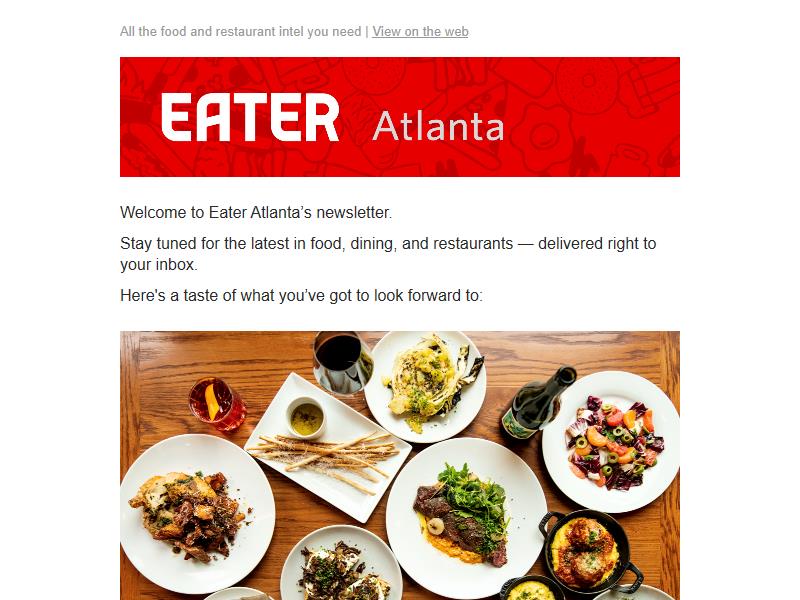 All the food and restaurant intel you need | View on the web
EATER Atlanta
Welcome to Eater Atlanta’s newsletter.
Stay tuned for the latest in food, dining, and restaurants — delivered right to
your inbox.
Here's a taste of what you’ve got to look forward to: